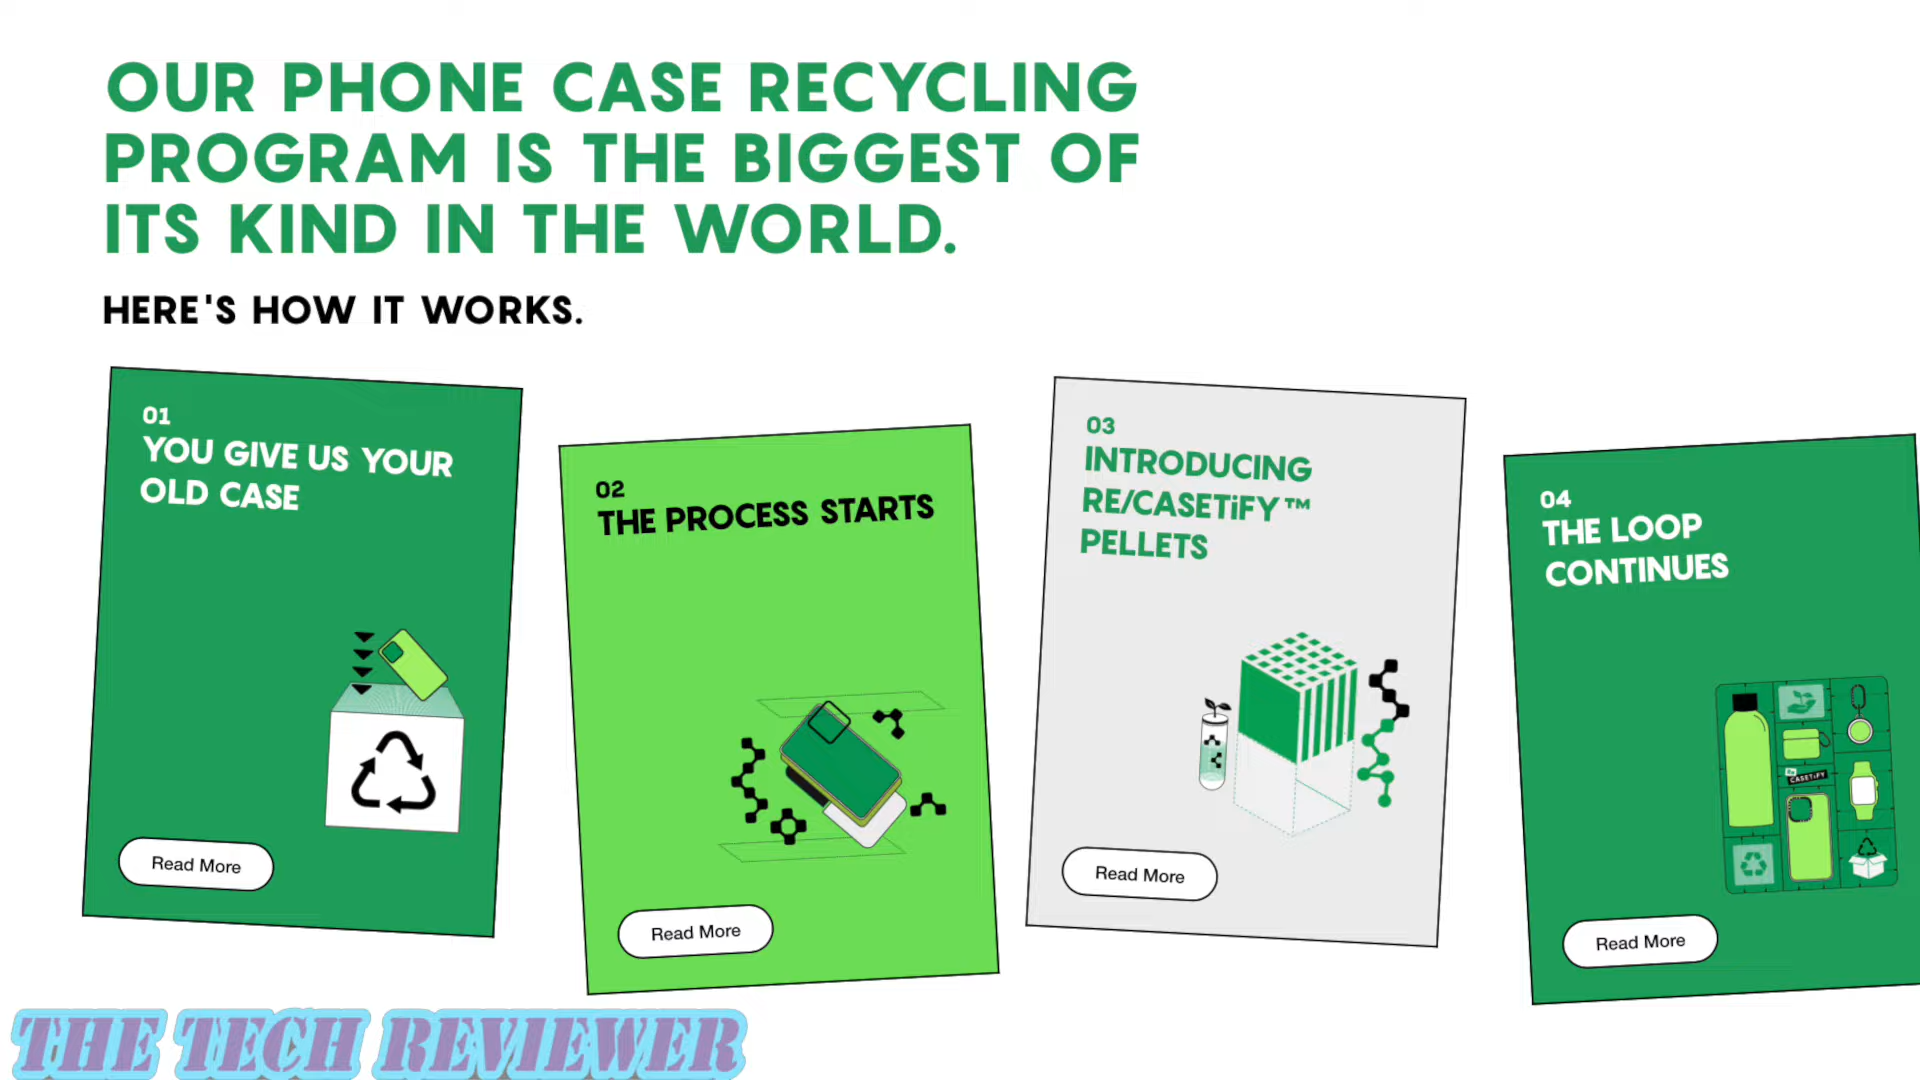 OUR PHONE CASE RECYCLING
PROGRAM IS THE BIGGEST OF
ITS KIND IN THE WORLD.
HERE'S HOW IT WORKS.
01
YOU GIVE US YOUR
OLD CASE
Read More
02
THE PROCESS STARTS
Read More
03
INTRODUCING
RE/CASETiFY™
PELLETS
Read More
04
THE LOOP
CONTINUES
CASETiFY
Read More
THE TECH REVIEWER